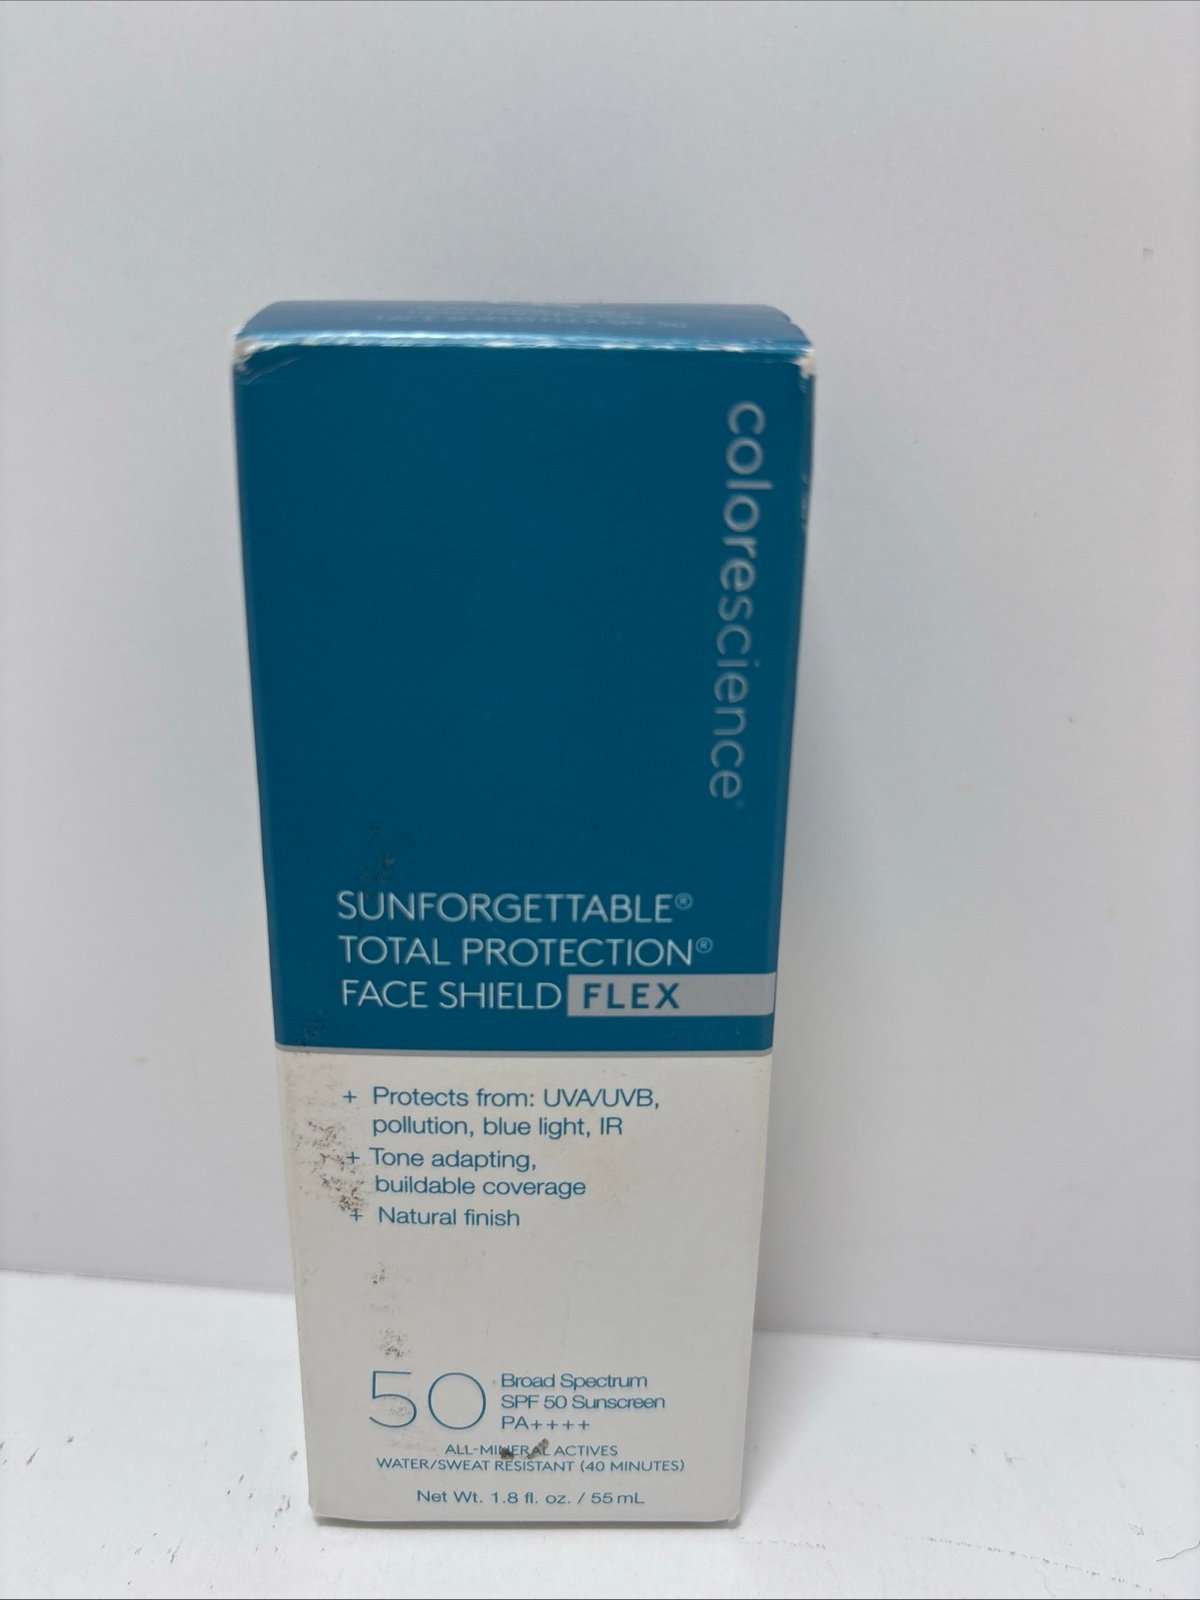 colorescience®
SUNFORGETTABLE®
TOTAL PROTECTION®
FACE SHIELD FLEX
+ Protects from: UVA/UVB,
pollution, blue light, IR
+ Tone adapting,
buildable coverage
+ Natural finish
50
Broad Spectrum
SPF 50 Sunscreen
PA++++
ALL-MINERAL ACTIVES
WATER/SWEAT RESISTANT (40 MINUTES)
Net Wt. 1.8 fl. oz. / 55 mL